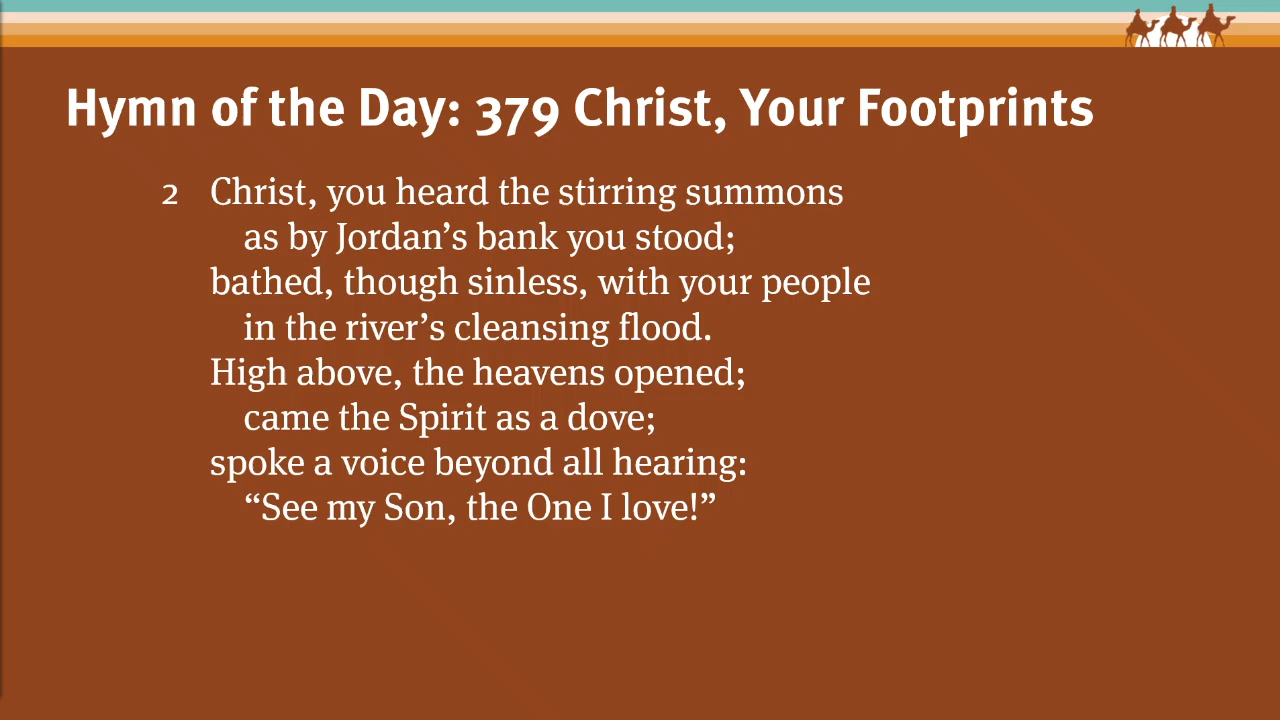 Hymn of the Day: 379 Christ, Your Footprints
2 Christ, you heard the stirring summons
as by Jordan’s bank you stood;
bathed, though sinless, with your people
in the river’s cleansing flood.
High above, the heavens opened;
came the Spirit as a dove;
spoke a voice beyond all hearing:
“See my Son, the One I love!”